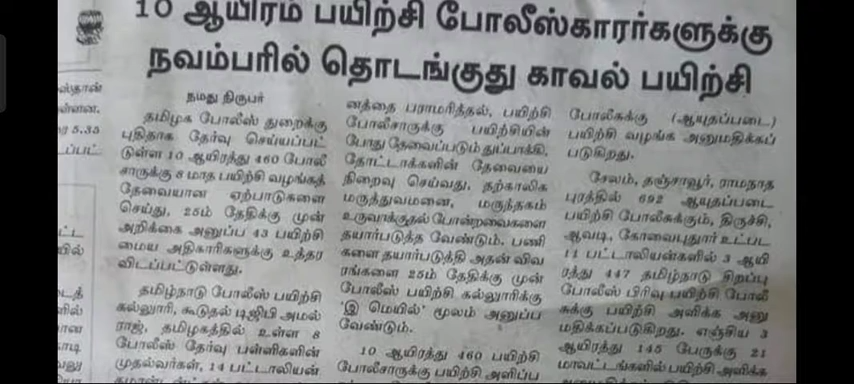 10 ஆயிரம் பயிற்சி போலீஸ்காரர்களுக்கு
நவம்பரில் தொடங்குது காவல் பயிற்சி
நமது நிருபர்
தமிழக போலீஸ் துறைக்கு
புதிதாக தேர்வு செய்யப்பட்
டுள்ள 10 ஆயிரத்து 460 போலீ
சாருக்கு 8 மாத பயிற்சி வழங்கத்
தேவையான ஏற்பாடுகளை
செய்து, 25ம் தேதிக்கு முன்
அறிக்கை அனுப்ப 43 பயிற்சி
மைய அதிகாரிகளுக்கு உத்தர
விடப்பட்டுள்ளது.
தமிழ்நாடு போலீஸ் பயிற்சி
கல்லூரி, கூடுதல் டிஜிபி அமல்
ராஜ், தமிழகத்தில் உள்ள 8
போலீஸ் தேர்வு பள்ளிகளின்
முதல்வர்கள், 14 பட்டாலியன்
னத்தை பராமரித்தல், பயிற்சி
போலீசாருக்கு பயிற்சியின்
போது தேவைப்படும் துப்பாக்கி,
தோட்டாக்களின் தேவையை
நிறைவு செய்வது, தற்காலிக
மருத்துவமனை, மருந்தகம்
உருவாக்குதல் போன்றவைகளை
தயார்படுத்த வேண்டும். பணி
களை தயார்படுத்தி அதன் விவ
ரங்களை 25ம் தேதிக்கு முன்
போலீஸ் பயிற்சி கல்லூரிக்கு
'இ மெயில்' மூலம் அனுப்ப
வேண்டும்.
10 ஆயிரத்து 460 பயிற்சி
போலீசாருக்கு பயிற்சி அளிப்ப
போலீசுக்கு (ஆயுதப்படை)
பயிற்சி வழங்க அனுமதிக்கப்
படுகிறது.
சேலம், தஞ்சாவூர், ராமநாத
புரத்தில் 692 ஆயுதப்படை
பயிற்சி போலீசுக்கும், திருச்சி,
ஆவடி, கோவைபுதூர் உட்பட
11 பட்டாலியன்களில் 3 ஆயி
ரத்து 447 தமிழ்நாடு சிறப்பு
போலீஸ் பிரிவு பயிற்சி போலீ
சுக்கு பயிற்சி அளிக்க அனு
மதிக்கப்படுகிறது. எஞ்சிய 3
ஆயிரத்து 145 பேருக்கு 21
மாவட்டங்களில் பயிற்சி அளிக்க